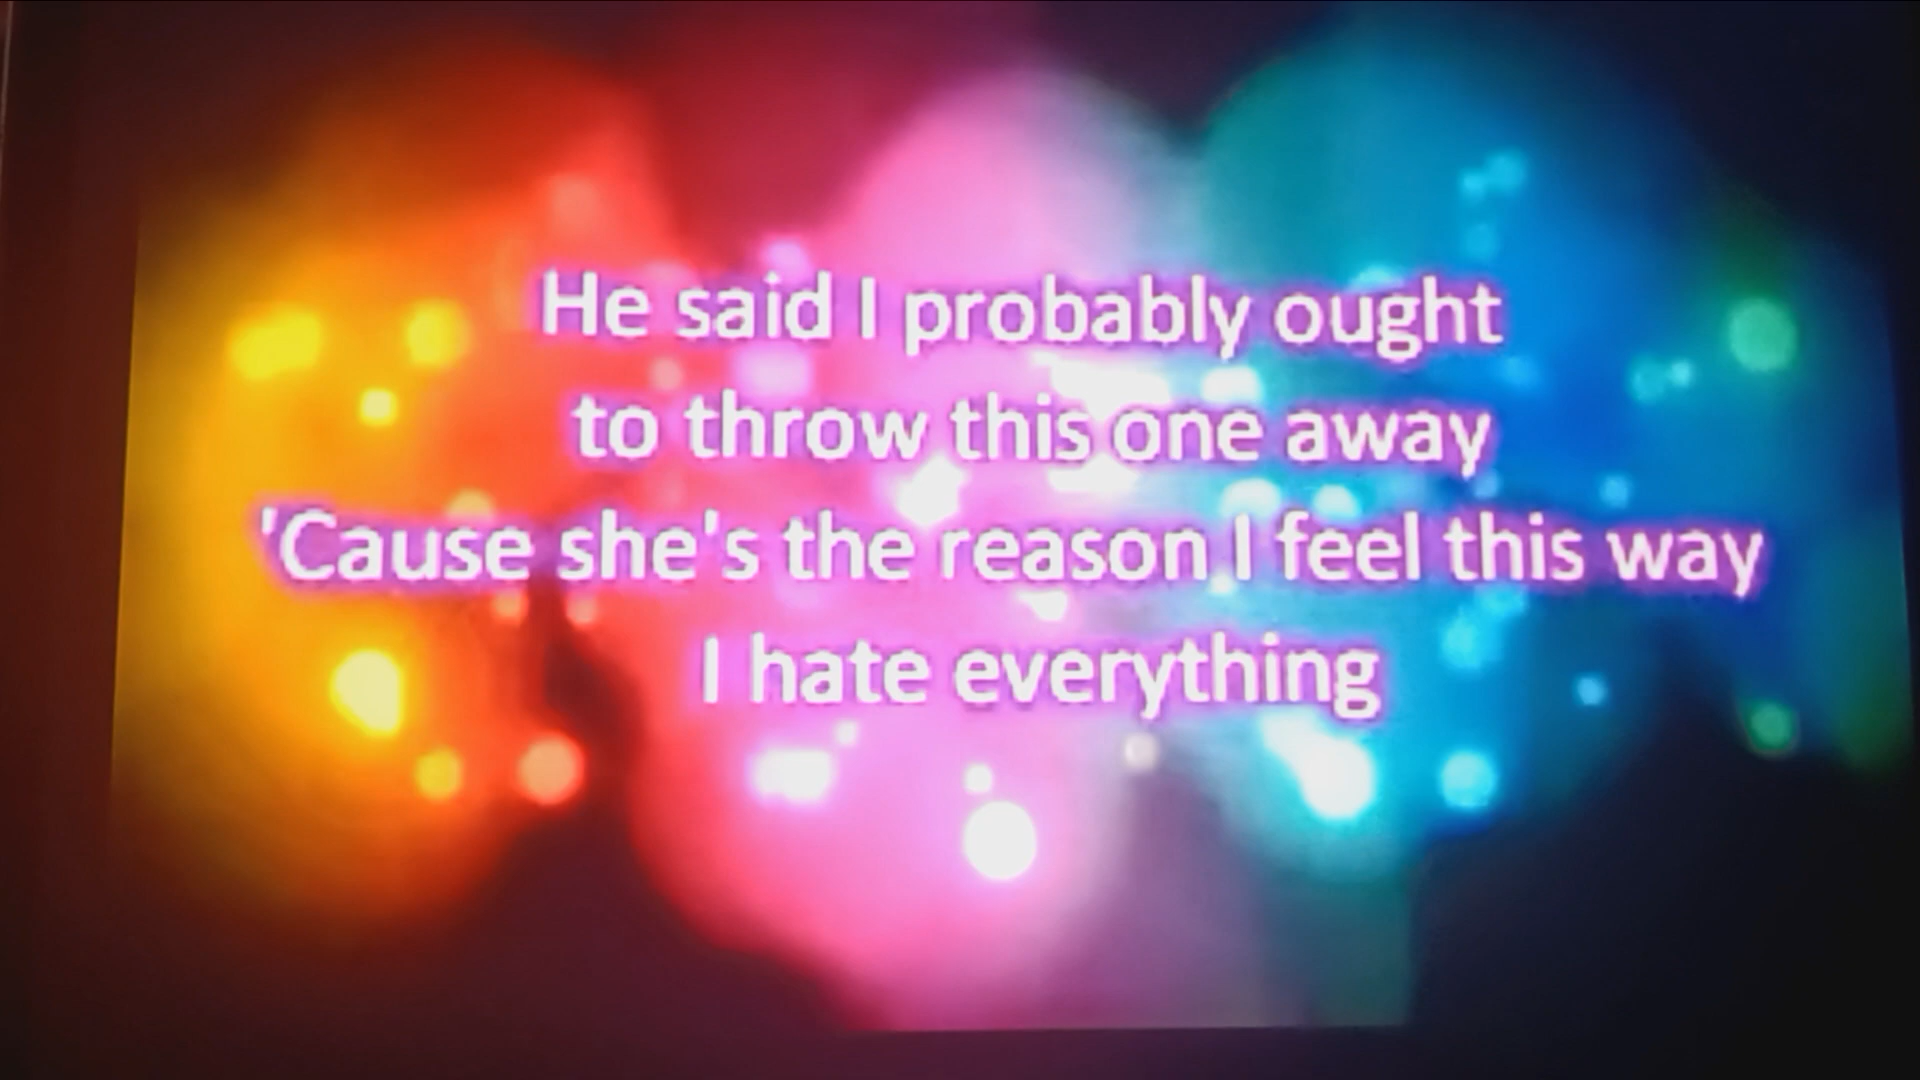 He said I probably ought
to throw this one away
'Cause she's the reason I feel this way
I hate everything